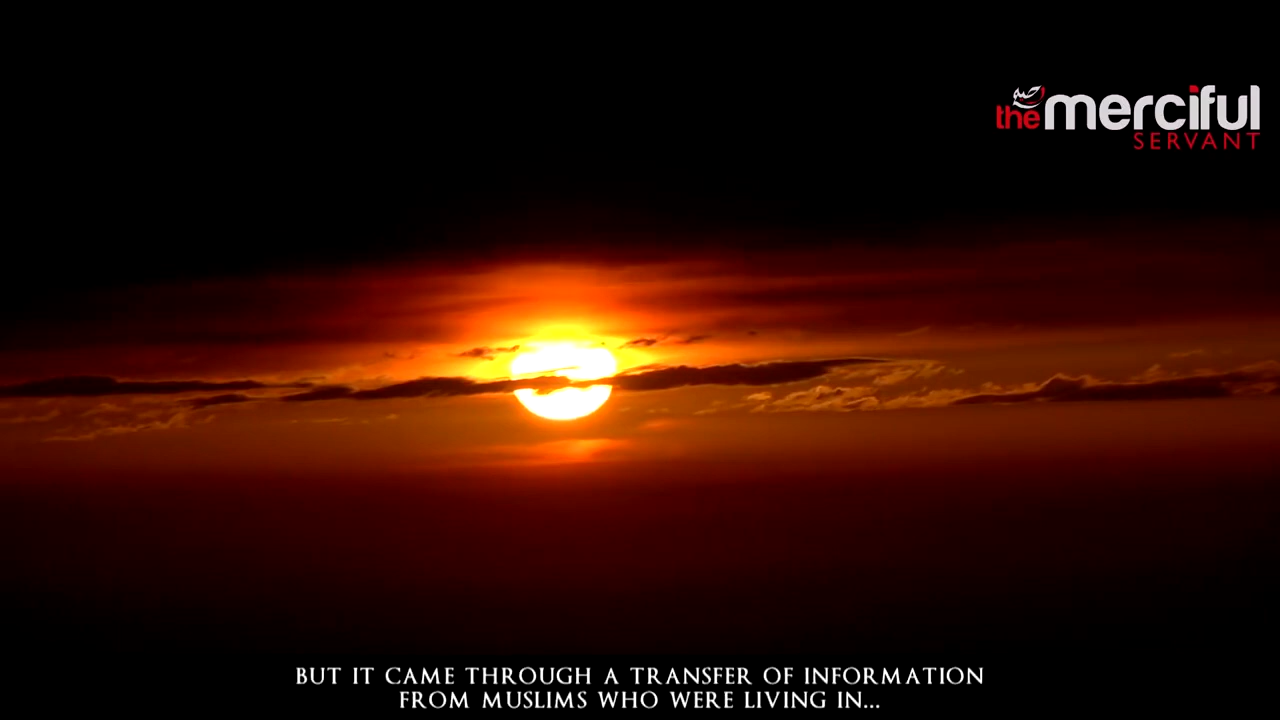 the merciful
SERVANT
BUT IT CAME THROUGH A TRANSFER OF INFORMATION
FROM MUSLIMS WHO WERE LIVING IN...